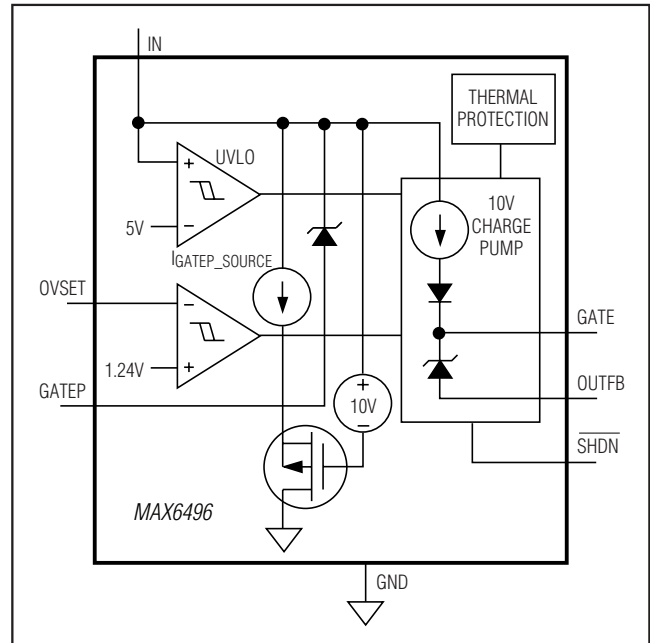 IN
THERMAL
PROTECTION
UVLO
+
5V
−
10V
CHARGE
PUMP
IGATEP_SOURCE
OVSET
−
GATE
1.24V
+
GATEP
OUTFB
+
10V
−
SHDN
MAX6496
GND